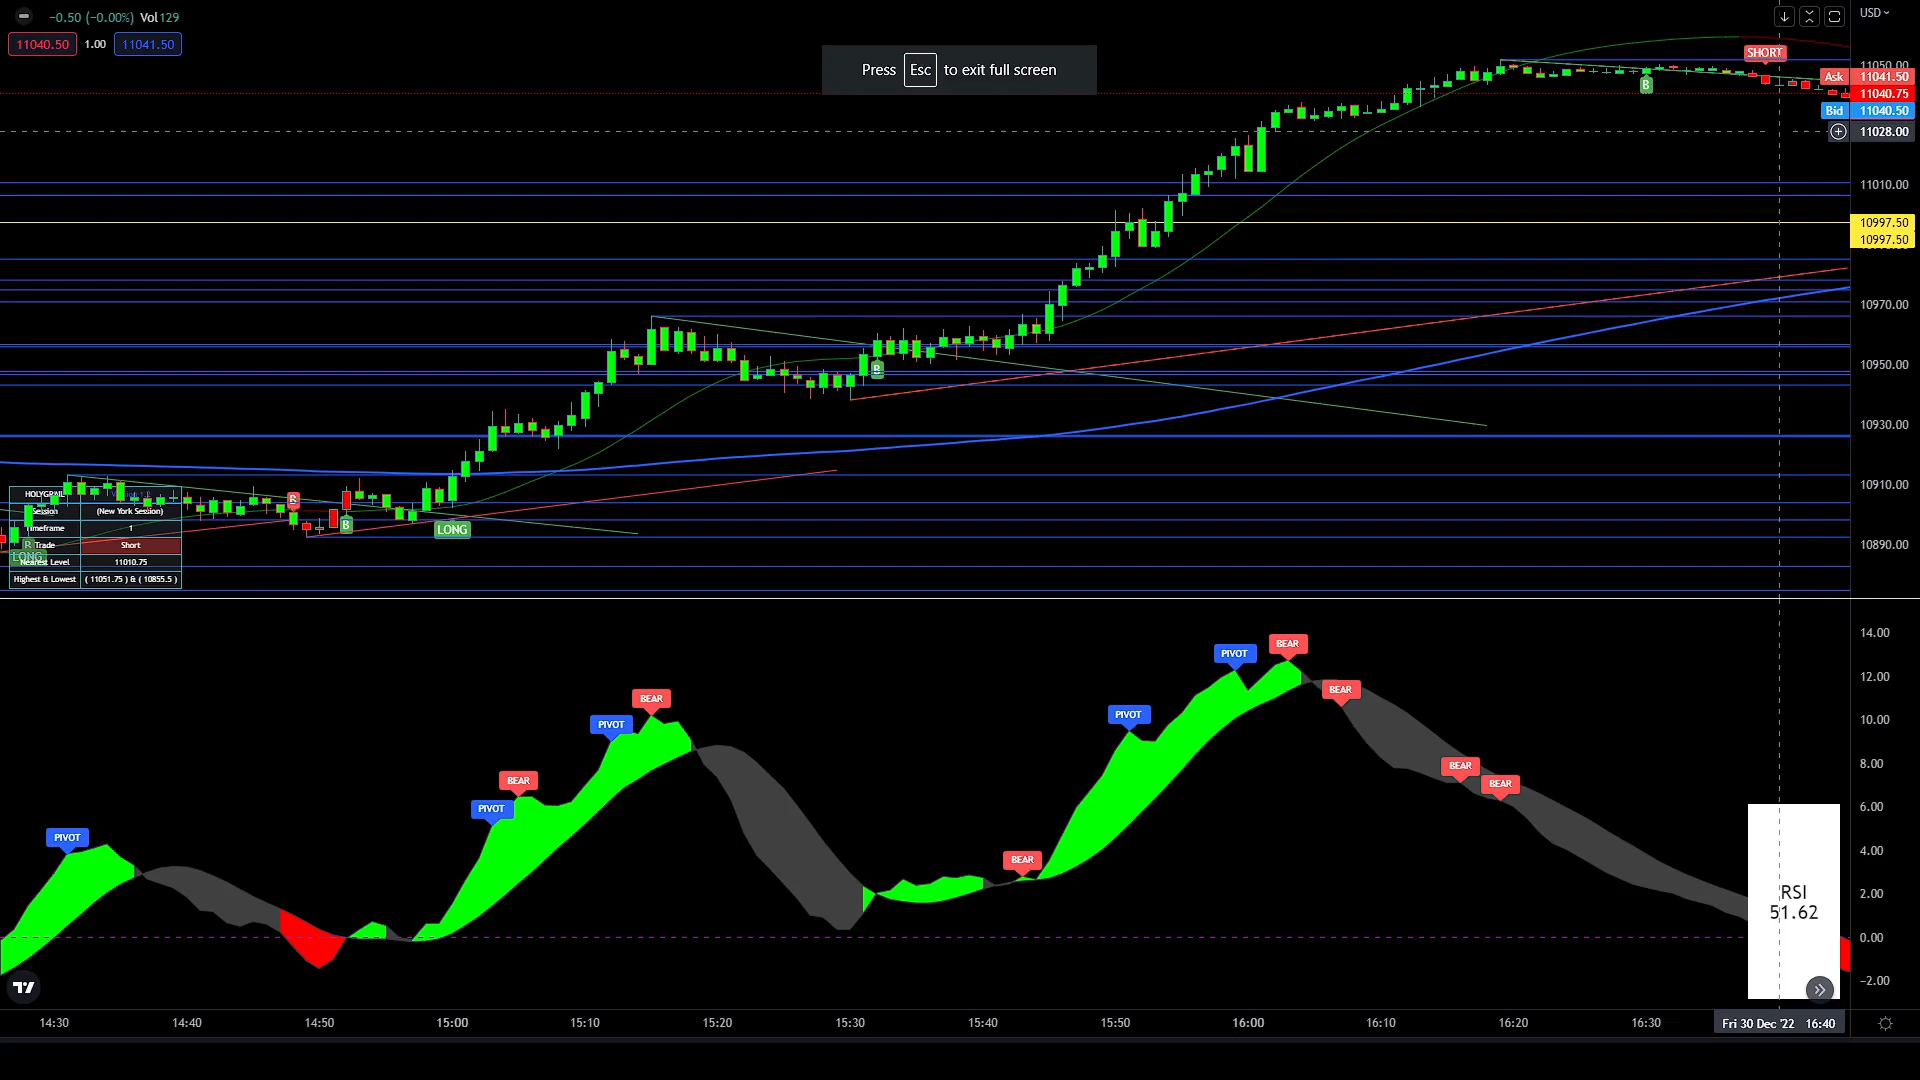 −0.50 (−0.00%) Vol129
USD
11040.50 1.00 11041.50
Press Esc to exit full screen
SHORT
11050.00
Ask 11041.50
11040.75
Bid 11040.50
11028.00
B
11010.00
10997.50
10997.50
10970.00
10950.00
B
10930.00
10910.00
10890.00
B
B
LONG
HOLYGRAIL
Session (New York Session)
Timeframe 1
B Trade Short
LONG
Nearest Level 11010.75
Highest & Lowest ( 11051.75 ) & ( 10855.5 )
14.00
12.00
10.00
8.00
6.00
4.00
2.00
0.00
−2.00
PIVOT
PIVOT
BEAR
PIVOT
BEAR
BEAR
PIVOT
PIVOT
BEAR
BEAR
BEAR
BEAR
RSI
51.62
14:30 14:40 14:50 15:00 15:10 15:20 15:30 15:40 15:50 16:00 16:10 16:20 16:30 Fri 30 Dec '22 16:40